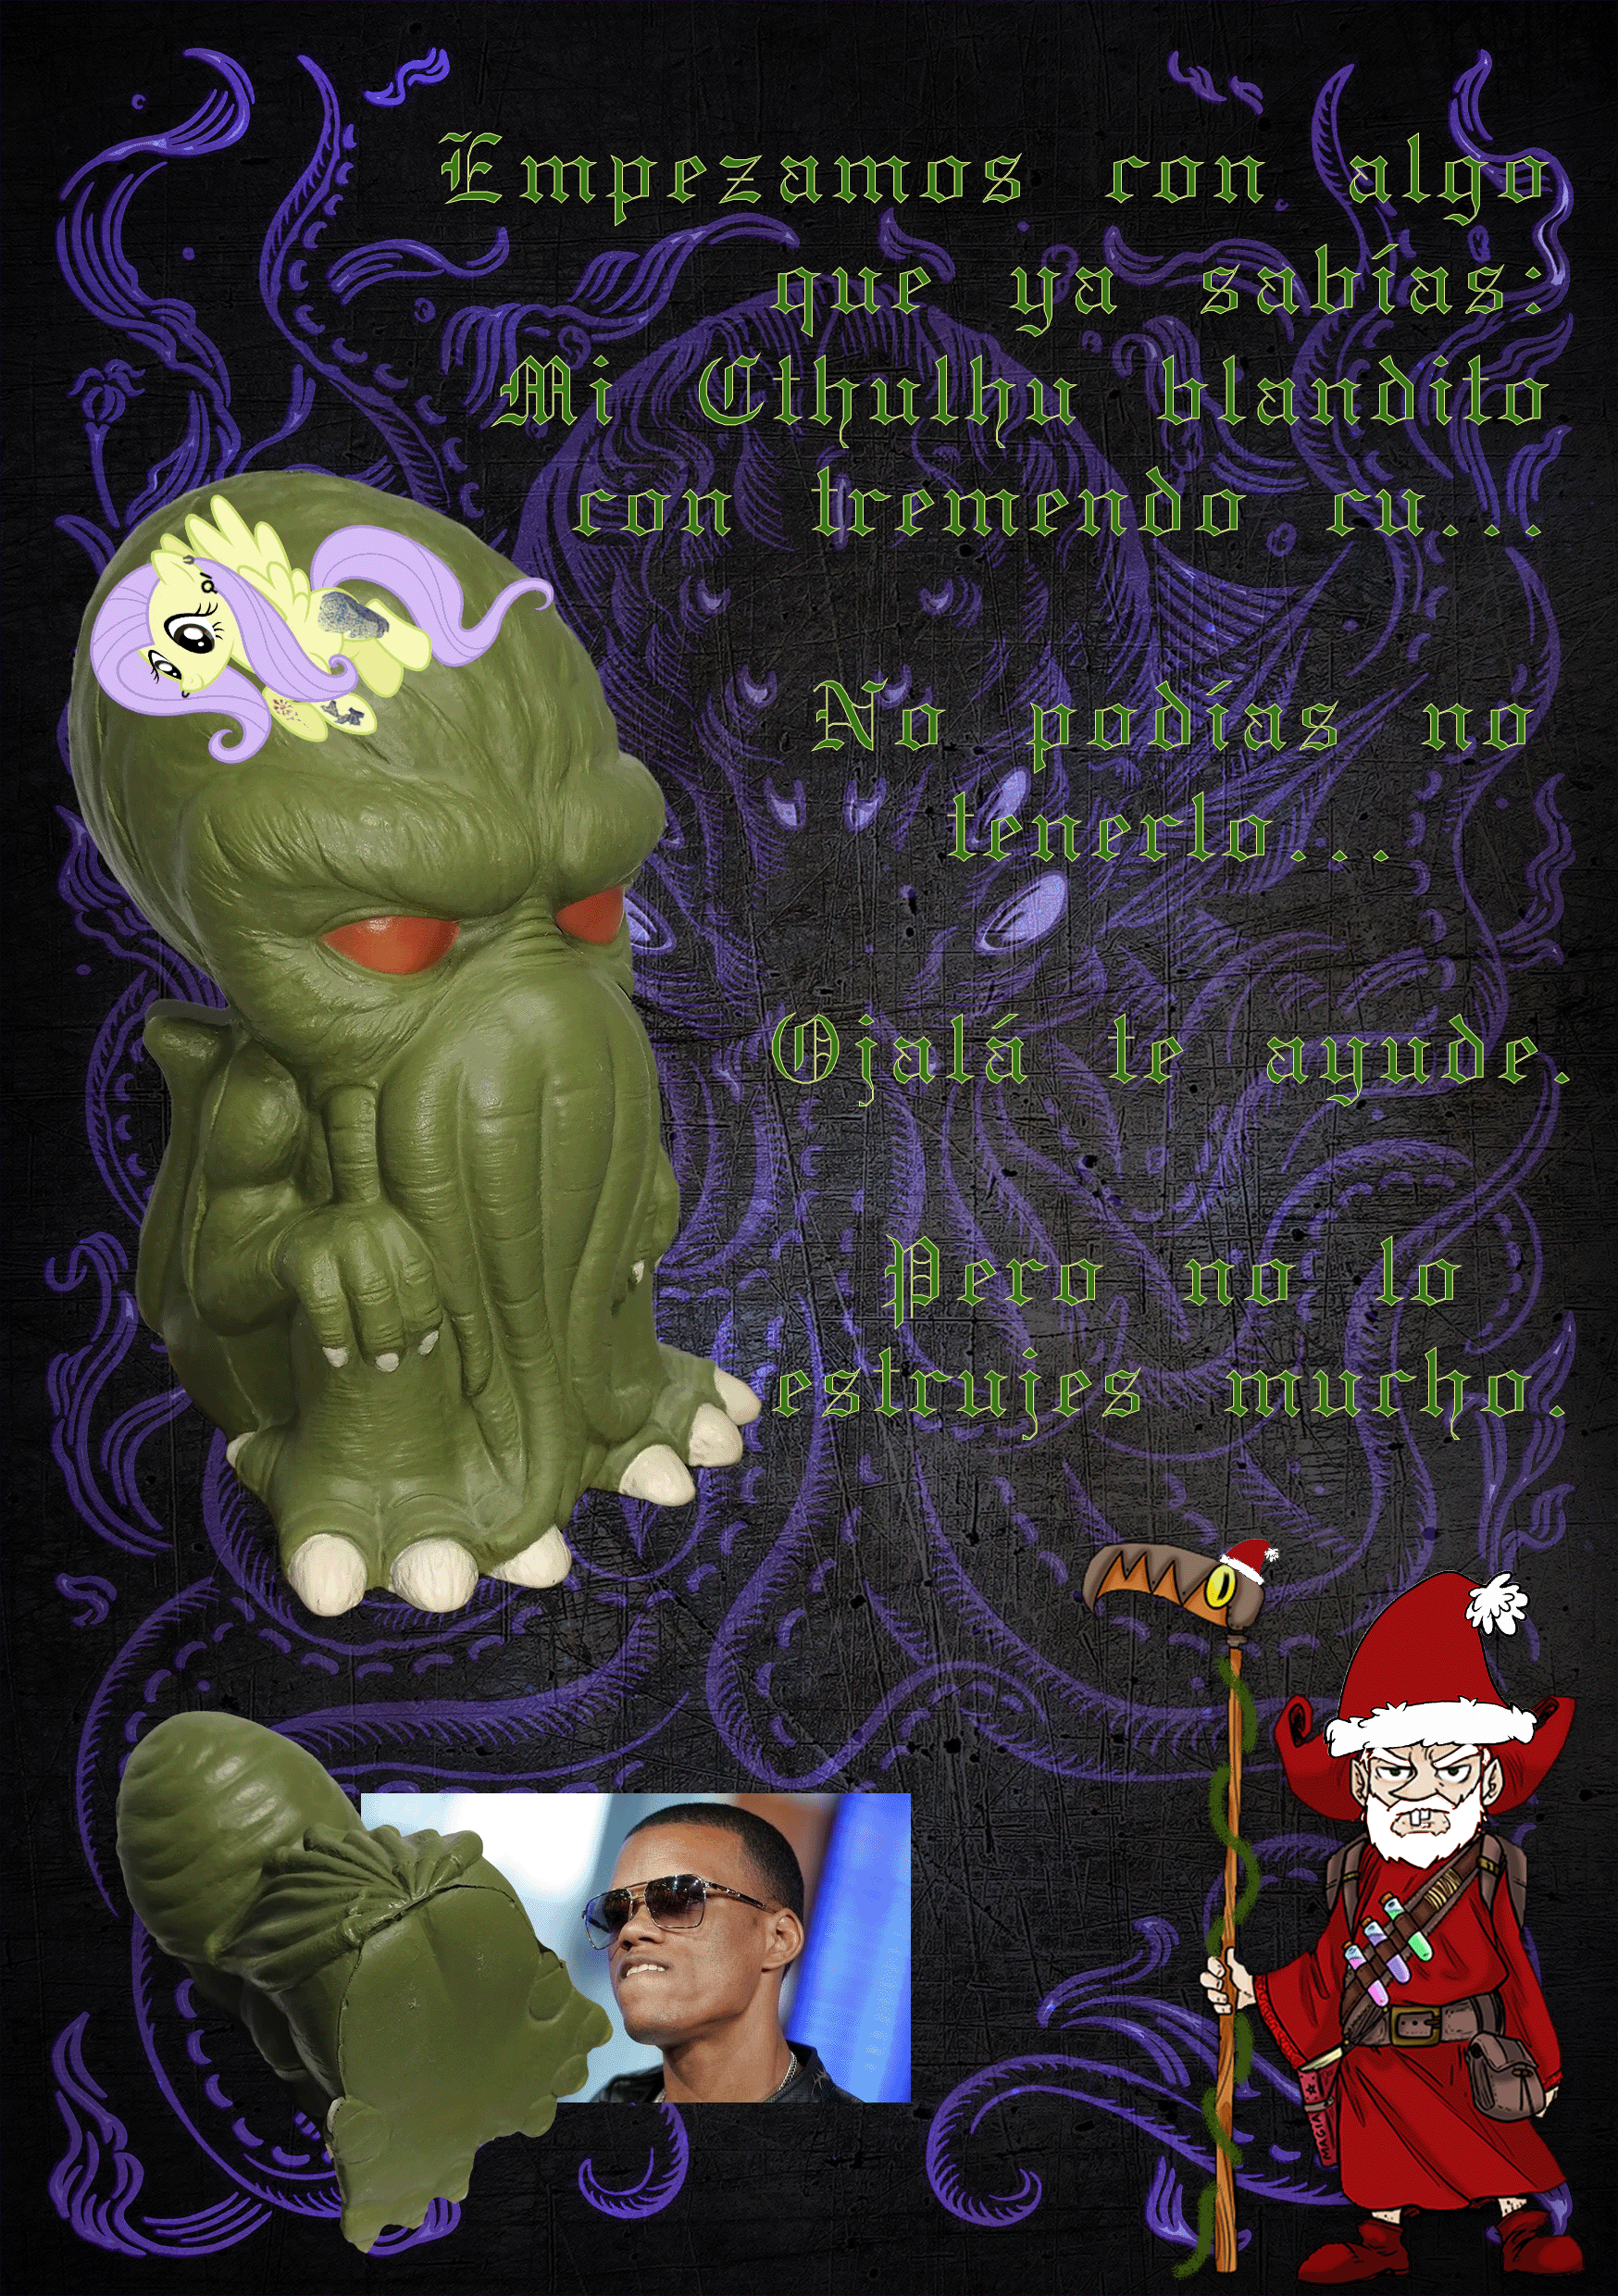 Empezamos con algo
que ya sabías:
Mi Cthulhu blandito
con tremendo cu...
No podías no
tenerlo...
Ojalá te ayude.
Pero no lo
estrujes mucho.
MAGIA